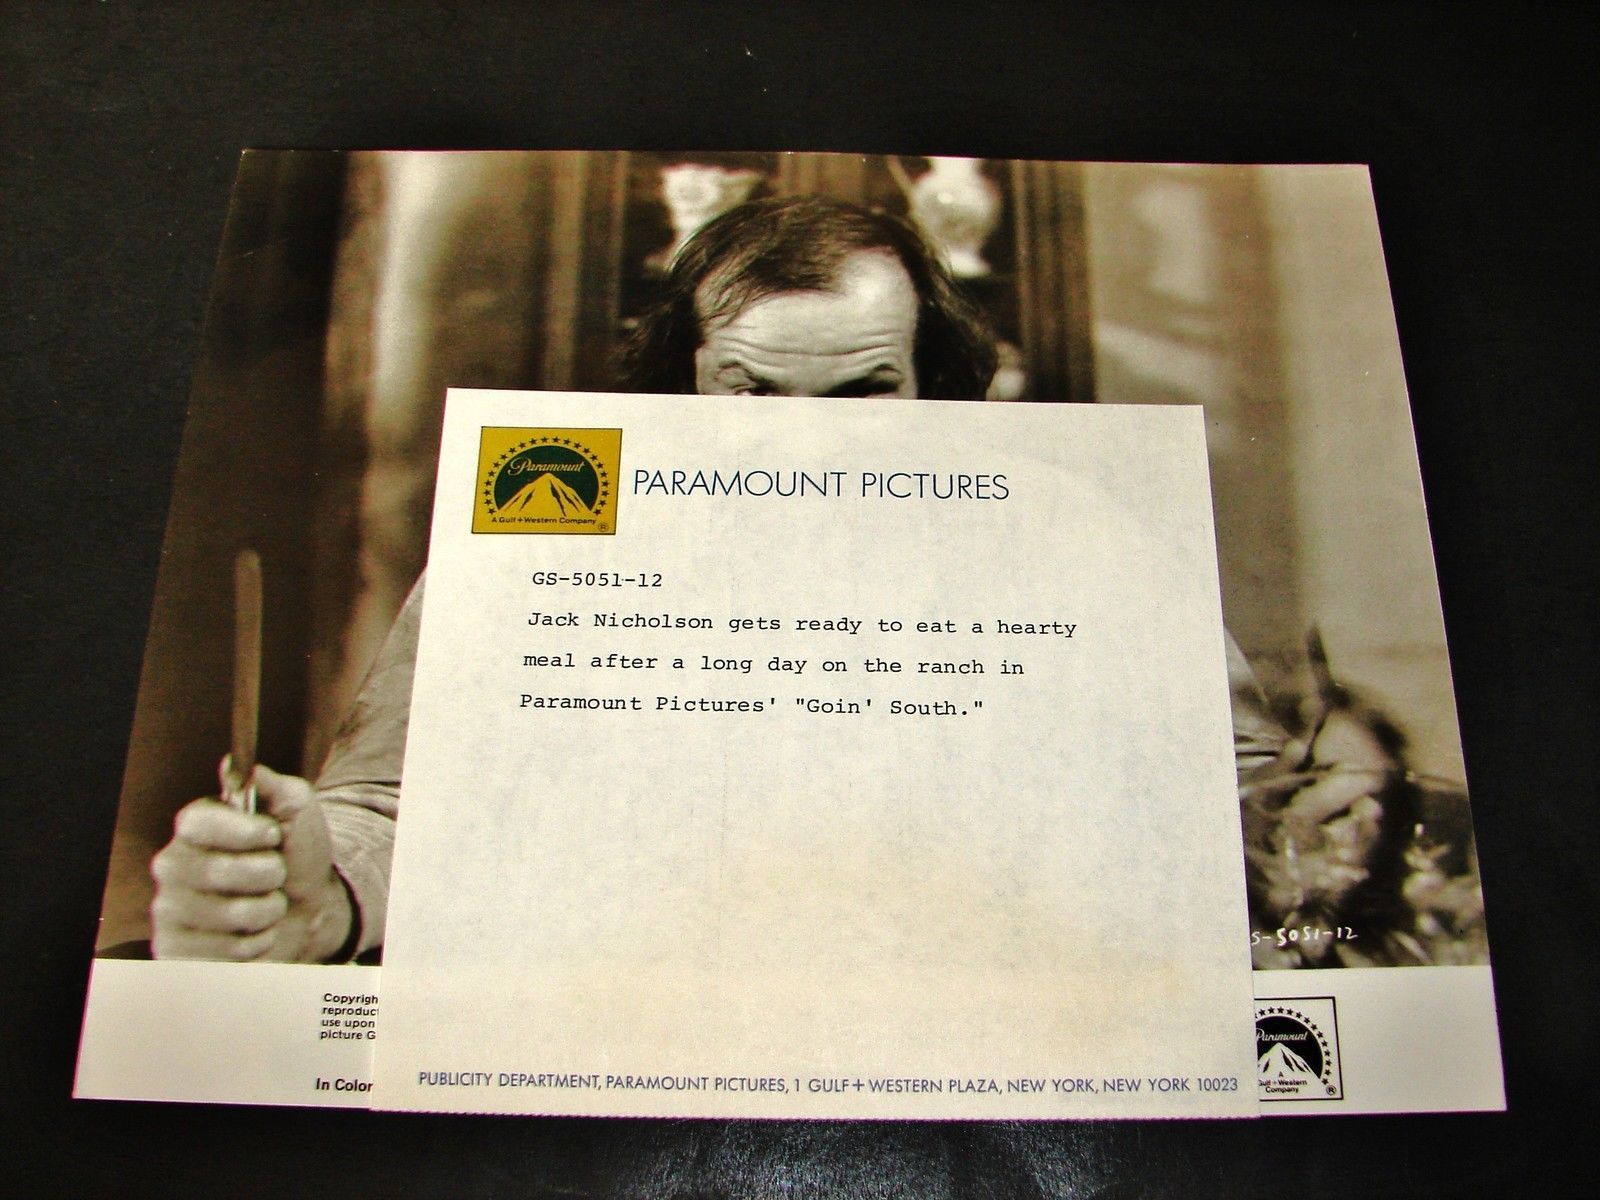 Paramount
A Gulf+Western Company
®
PARAMOUNT PICTURES
GS-5051-12
Jack Nicholson gets ready to eat a hearty
meal after a long day on the ranch in
Paramount Pictures' "Goin' South."
S-5051-12
Copyrigh
reproduc
use upon
picture G
In Color
PUBLICITY DEPARTMENT, PARAMOUNT PICTURES, 1 GULF+WESTERN PLAZA, NEW YORK, NEW YORK 10023
Paramount
A
Gulf+Western
Company
®